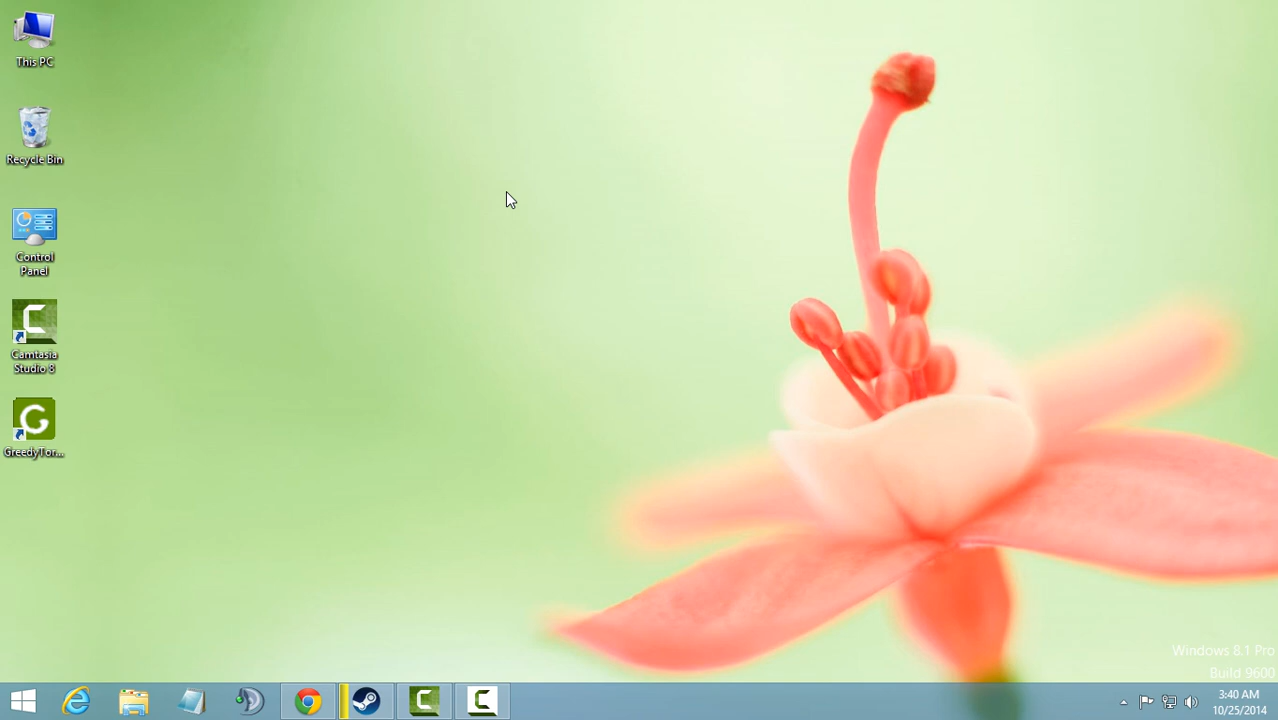 This PC
Recycle Bin
Control
Panel
Camtasia
Studio 8
GreedyTor...
Windows 8.1 Pro
Build 9600
3:40 AM
10/25/2014